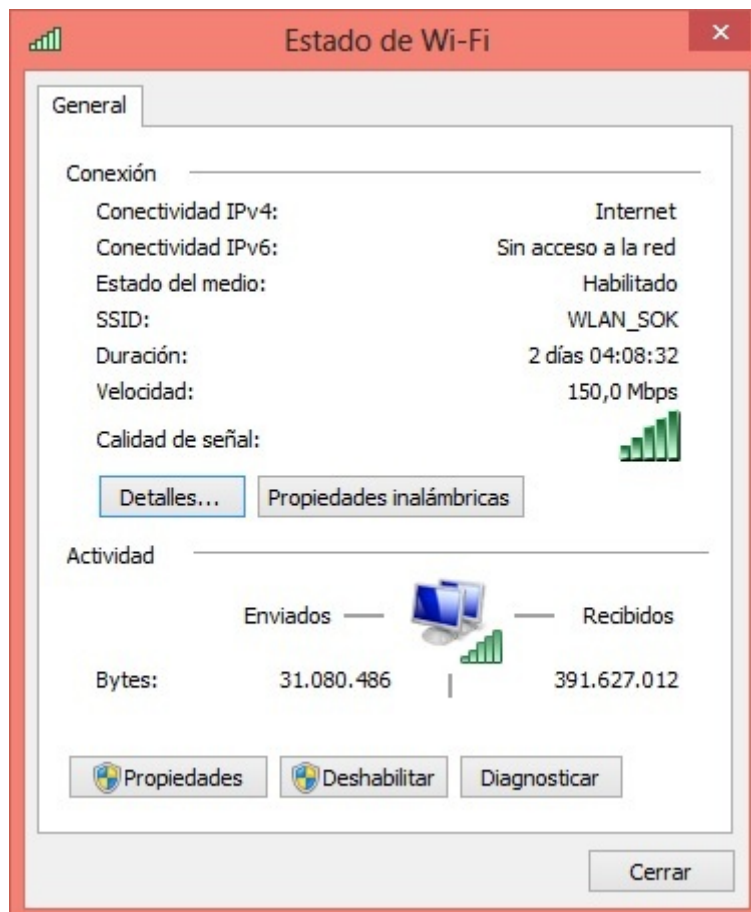 Estado de Wi-Fi
General
Conexión
Conectividad IPv4: Internet
Conectividad IPv6: Sin acceso a la red
Estado del medio: Habilitado
SSID: WLAN_SOK
Duración: 2 días 04:08:32
Velocidad: 150,0 Mbps
Calidad de señal:
Detalles... Propiedades inalámbricas
Actividad
Enviados — — Recibidos
Bytes: 31.080.486 | 391.627.012
Propiedades Deshabilitar Diagnosticar
Cerrar